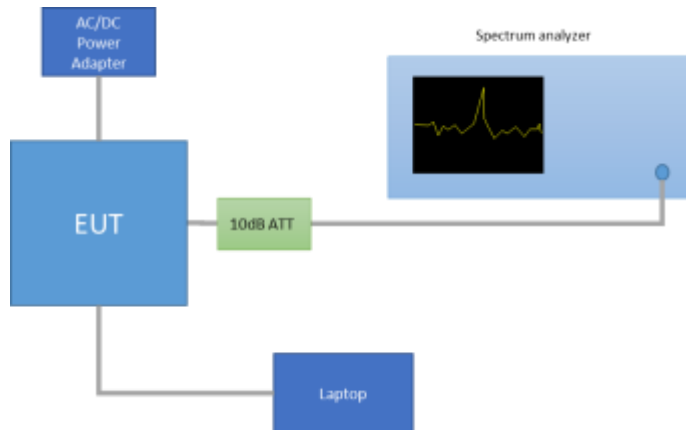 AC/DC
Power
Adapter
Spectrum analyzer
EUT
10dB ATT
Laptop